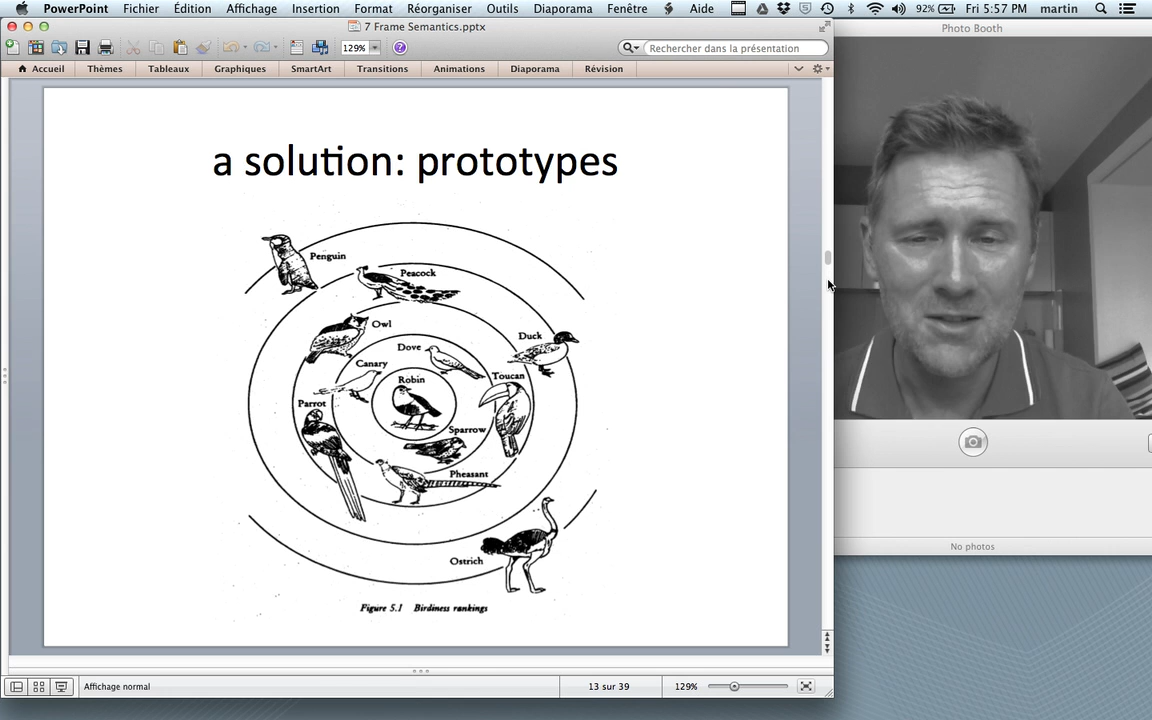 PowerPoint Fichier Édition Affichage Insertion Format Réorganiser Outils Diaporama Fenêtre Aide 92% Fri 5:57 PM martin
7 Frame Semantics.pptx
Photo Booth
129% Rechercher dans la présentation
Accueil Thèmes Tableaux Graphiques SmartArt Transitions Animations Diaporama Révision
a solution: prototypes
Penguin
Peacock
Owl
Duck
Dove
Canary
Toucan
Robin
Parrot
Sparrow
Pheasant
Ostrich
Figure 5.1 Birdiness rankings
No photos
Affichage normal 13 sur 39 129%